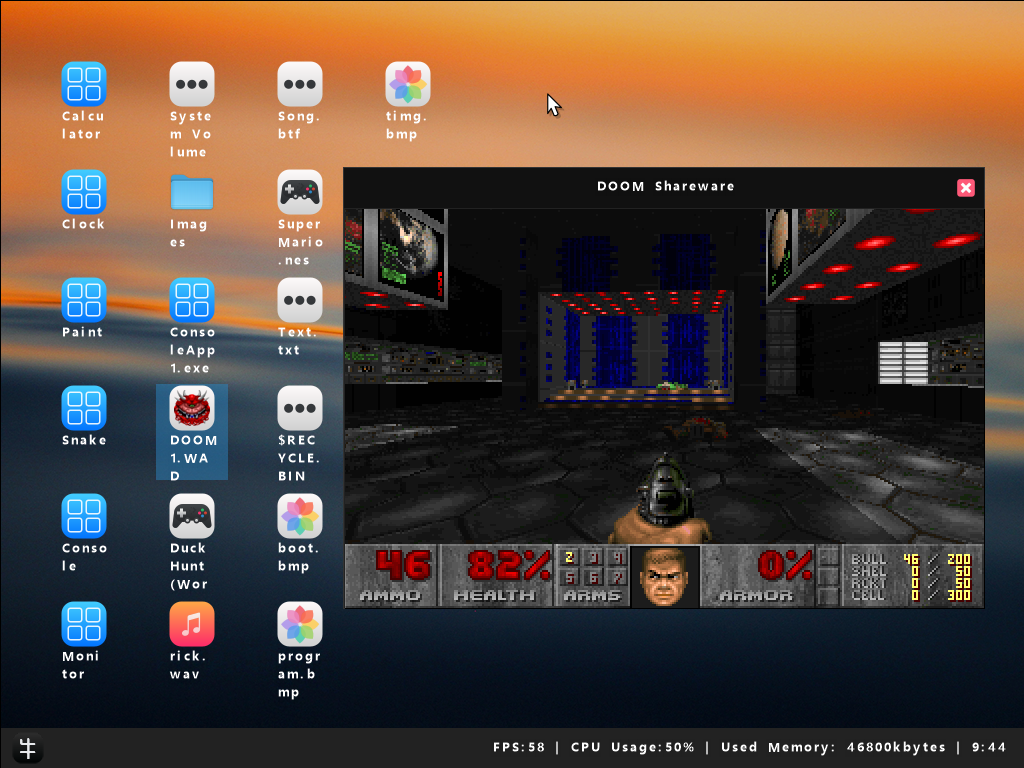 Calcu
lator
Syste
m Vo
lume
Song.
btf
timg.
bmp
Clock
Imag
es
Super
Mario
.nes
Paint
Conso
leApp
1.exe
Text.
txt
Snake
DOOM
1.WA
D
$REC
YCLE.
BIN
Conso
le
Duck
Hunt
(Wor
boot.
bmp
Moni
tor
rick.
wav
progr
am.b
mp
DOOM Shareware
46
AMMO
82%
HEALTH
2 3 4
5 6 7
ARMS
0%
ARMOR
BULL 46 / 200
SHEL 0 / 50
RCKT 0 / 50
CELL 0 / 300
FPS:58 | CPU Usage:50% | Used Memory: 46800kbytes | 9:44